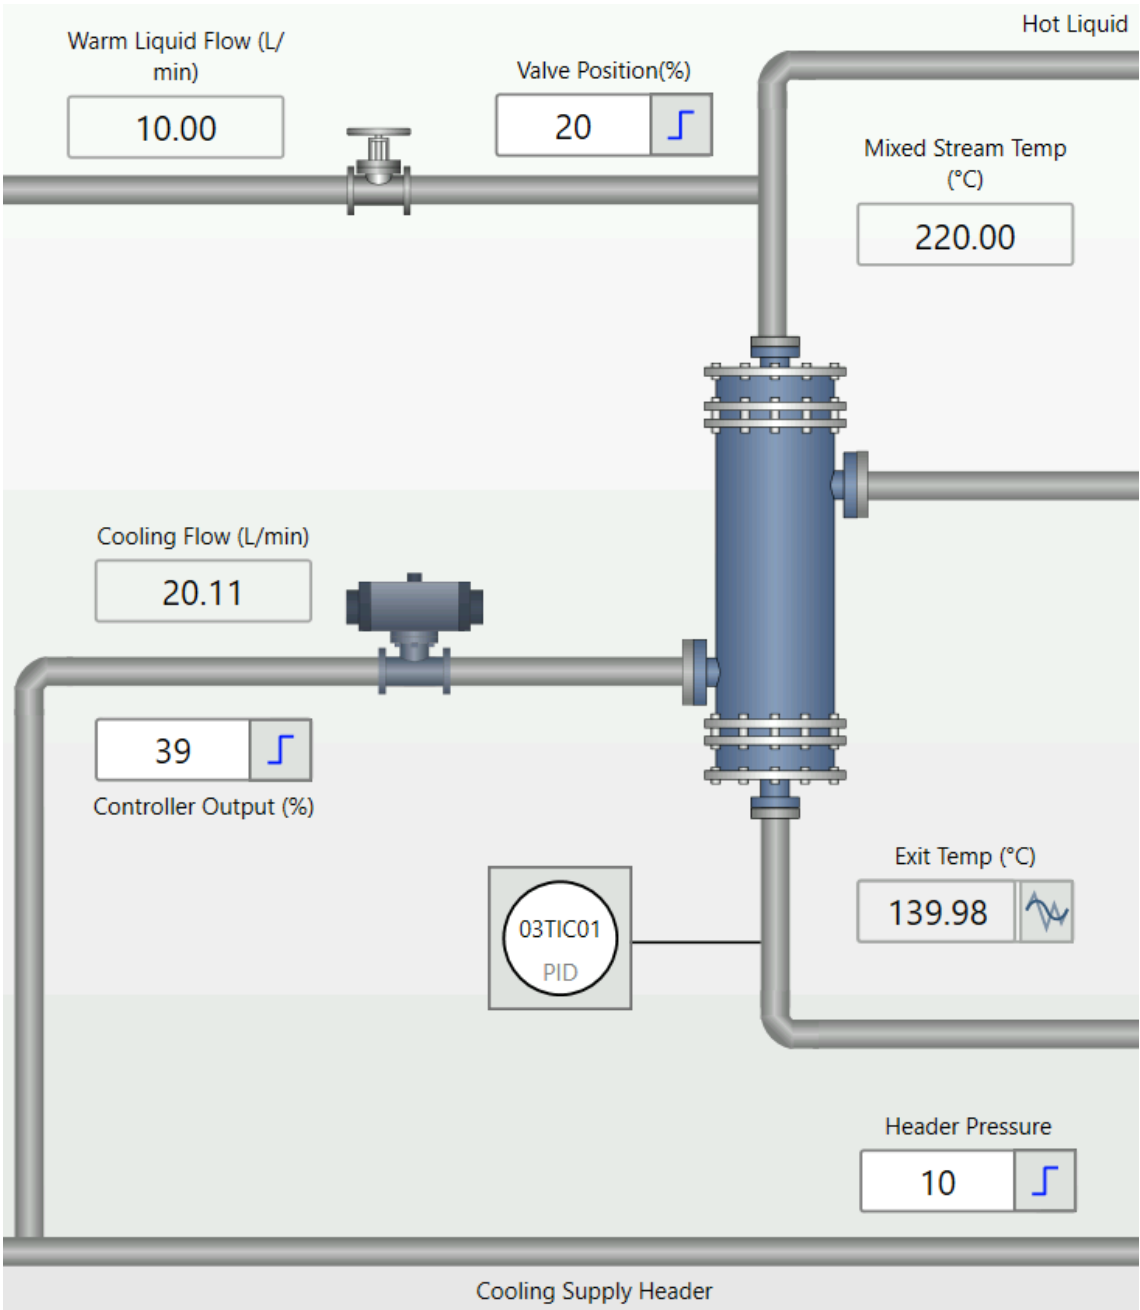 Hot Liquid
Warm Liquid Flow (L/
min)
10.00
Valve Position(%)
20
Mixed Stream Temp
(°C)
220.00
Cooling Flow (L/min)
20.11
39
Controller Output (%)
03TIC01
PID
Exit Temp (°C)
139.98
Header Pressure
10
Cooling Supply Header